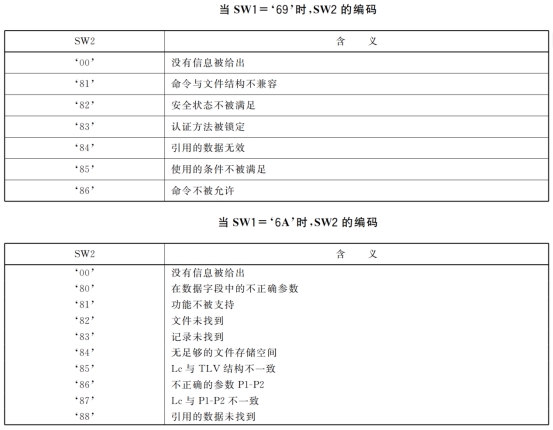 当 SW1=‘69’时,SW2 的编码
SW2 含 义
‘00’ 没有信息被给出
‘81’ 命令与文件结构不兼容
‘82’ 安全状态不被满足
‘83’ 认证方法被锁定
‘84’ 引用的数据无效
‘85’ 使用的条件不被满足
‘86’ 命令不被允许
当 SW1=‘6A’时,SW2 的编码
SW2 含 义
‘00’ 没有信息被给出
‘80’ 在数据字段中的不正确参数
‘81’ 功能不被支持
‘82’ 文件未找到
‘83’ 记录未找到
‘84’ 无足够的文件存储空间
‘85’ Lc 与 TLV 结构不一致
‘86’ 不正确的参数 P1-P2
‘87’ Lc 与 P1-P2 不一致
‘88’ 引用的数据未找到